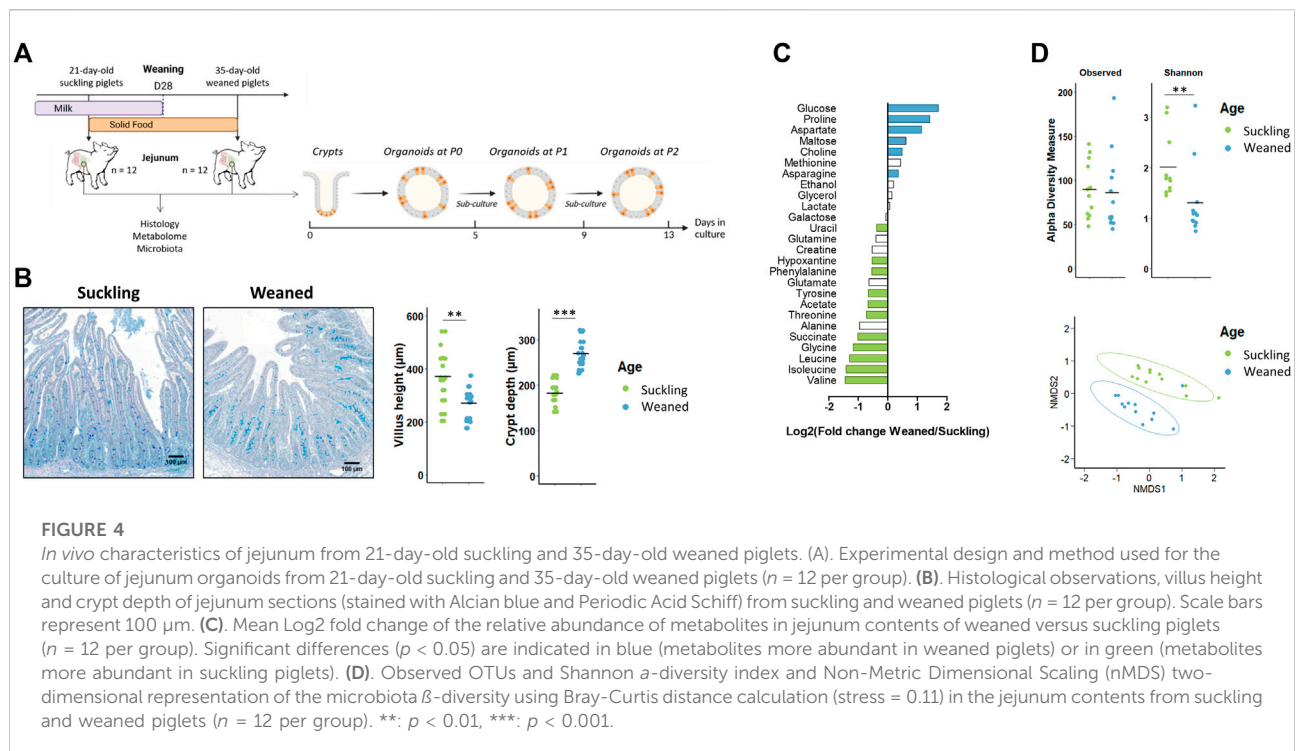 A
21-day-old
suckling piglets
Weaning
D28
35-day-old
weaned piglets
Milk
Solid Food
Jejunum
n = 12
n = 12
Histology
Metabolome
Microbiota
Crypts
Organoids at P0
Organoids at P1
Organoids at P2
Sub-culture
Sub-culture
Days in
culture
0
5
9
13
B
Suckling
Weaned
100 µm
100 µm
Villus height (µm)
600
400
200
0
**
Crypt depth (µm)
300
200
100
0
***
Age
Suckling
Weaned
C
Glucose
Proline
Aspartate
Maltose
Choline
Methionine
Asparagine
Ethanol
Glycerol
Lactate
Galactose
Uracil
Glutamine
Creatine
Hypoxantine
Phenylalanine
Glutamate
Tyrosine
Acetate
Threonine
Alanine
Succinate
Glycine
Leucine
Isoleucine
Valine
-2 -1 0 1 2
Log2(Fold change Weaned/Suckling)
D
Observed
Shannon
Alpha Diversity Measure
200
150
100
50
0
3
2
1
0
**
Age
Suckling
Weaned
NMDS2
2
1
0
-1
-2
-2 -1 0 1 2
NMDS1
Age
Suckling
Weaned
FIGURE 4
In vivo characteristics of jejunum from 21-day-old suckling and 35-day-old weaned piglets. (A). Experimental design and method used for the
culture of jejunum organoids from 21-day-old suckling and 35-day-old weaned piglets (n = 12 per group). (B). Histological observations, villus height
and crypt depth of jejunum sections (stained with Alcian blue and Periodic Acid Schiff) from suckling and weaned piglets (n = 12 per group). Scale bars
represent 100 µm. (C). Mean Log2 fold change of the relative abundance of metabolites in jejunum contents of weaned versus suckling piglets
(n = 12 per group). Significant differences (p < 0.05) are indicated in blue (metabolites more abundant in weaned piglets) or in green (metabolites
more abundant in suckling piglets). (D). Observed OTUs and Shannon a-diversity index and Non-Metric Dimensional Scaling (nMDS) two-
dimensional representation of the microbiota ß-diversity using Bray-Curtis distance calculation (stress = 0.11) in the jejunum contents from suckling
and weaned piglets (n = 12 per group). **: p < 0.01, ***: p < 0.001.